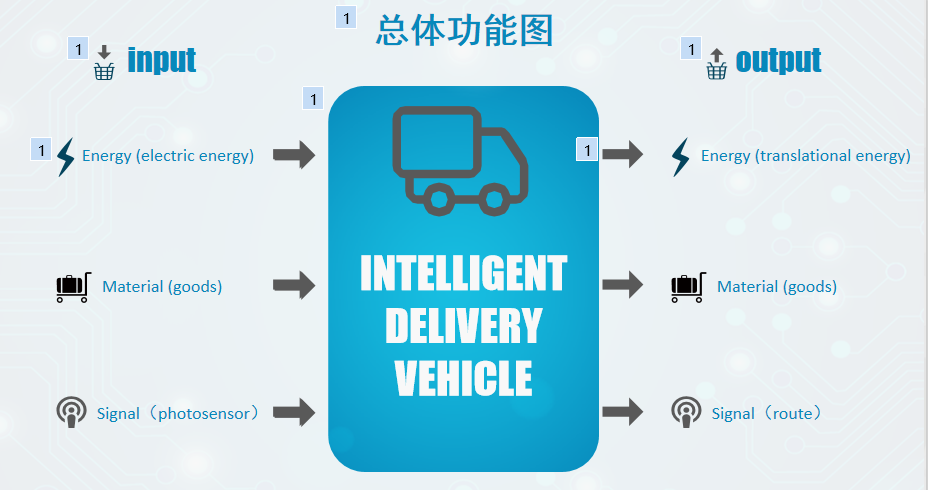 1
总体功能图
1
input
1
output
1
1
Energy (electric energy)
1
Energy (translational energy)
INTELLIGENT
DELIVERY
VEHICLE
Material (goods)
Material (goods)
Signal（photosensor）
Signal（route）